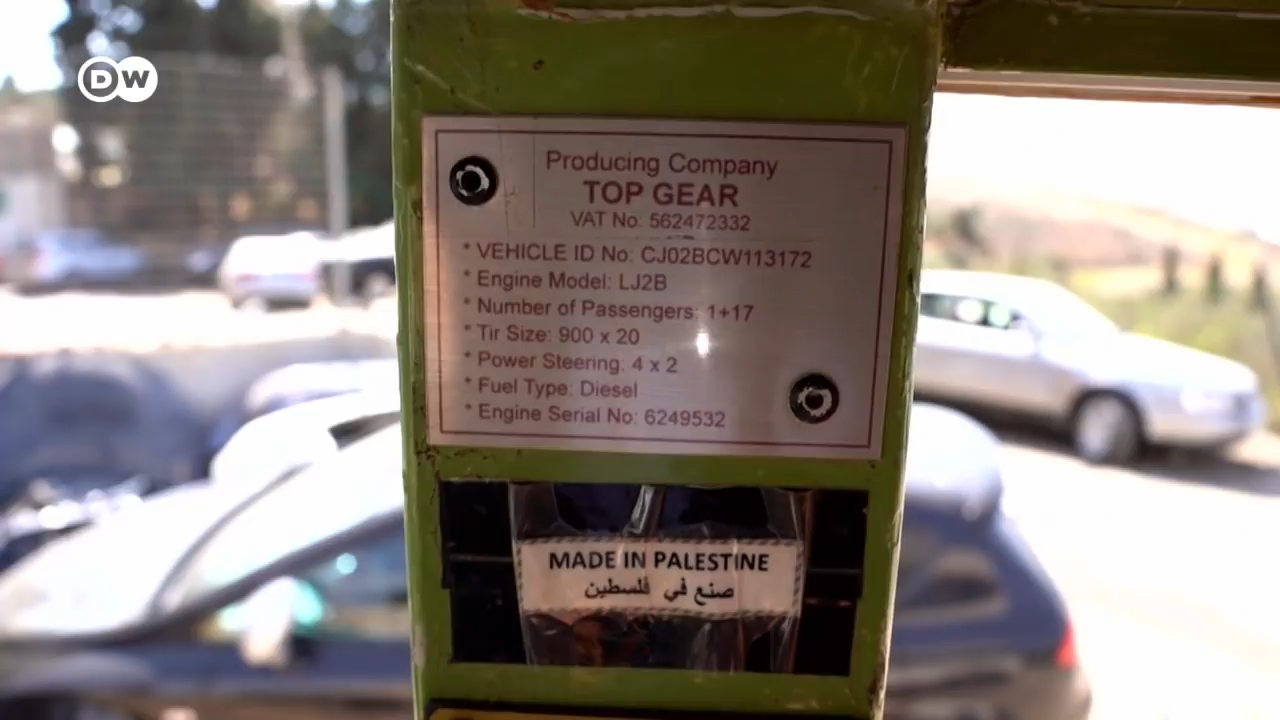 DW
Producing Company
TOP GEAR
VAT No: 562472332
* VEHICLE ID No: CJ02BCW113172
* Engine Model: LJ2B
* Number of Passengers: 1+17
* Tir Size: 900 x 20
* Power Steering: 4 x 2
* Fuel Type: Diesel
* Engine Serial No: 6249532
MADE IN PALESTINE
صنع في فلسطين